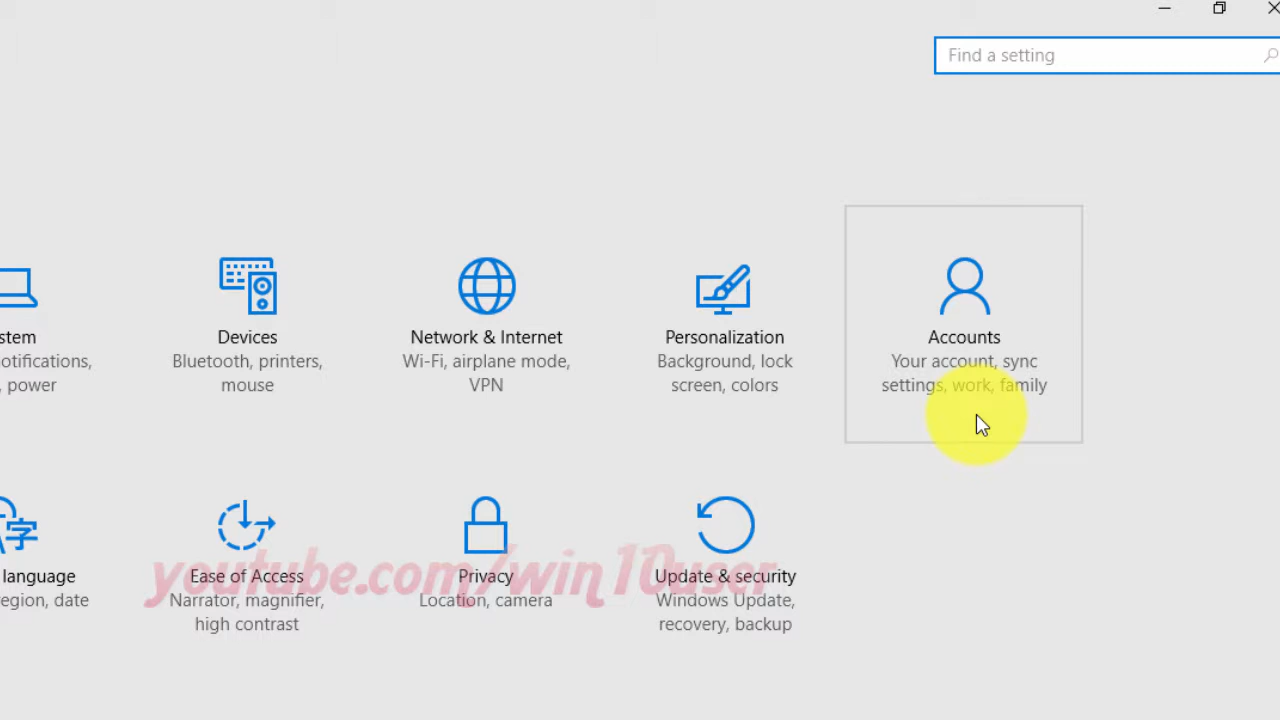 Find a setting
Devices
Bluetooth, printers,
mouse
Network & Internet
Wi-Fi, airplane mode,
VPN
Personalization
Background, lock
screen, colors
Accounts
Your account, sync
settings, work, family
stem
otifications,
, power
language
egion, date
Ease of Access
Narrator, magnifier,
high contrast
Privacy
Location, camera
Update & security
Windows Update,
recovery, backup
字
youtube.com/win10user